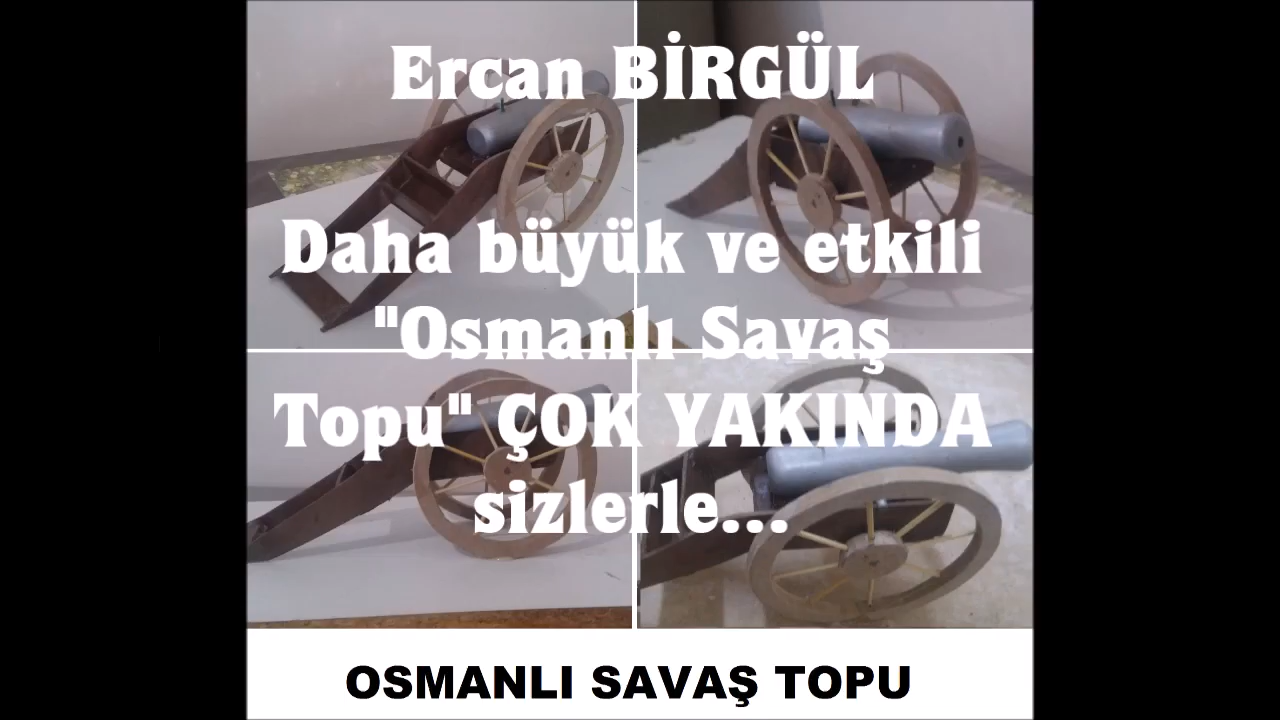 Ercan BİRGÜL
Daha büyük ve etkili
"Osmanlı Savaş
Topu" ÇOK YAKINDA
sizlerle...
OSMANLI SAVAŞ TOPU